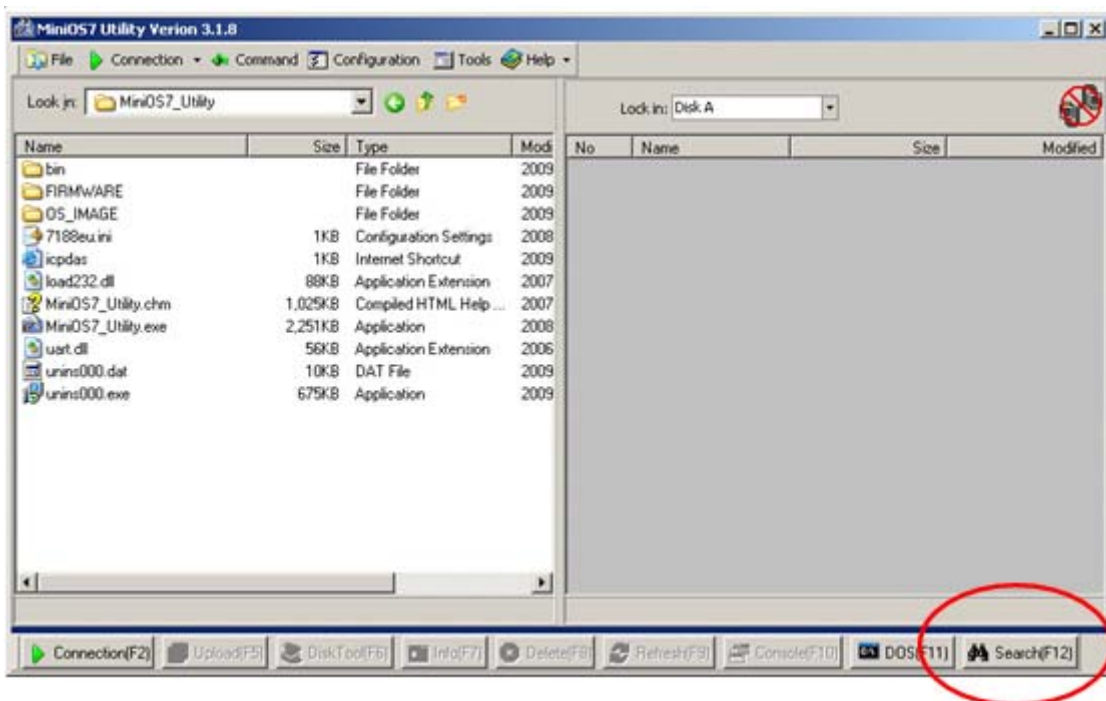 MiniOS7 Utility Verion 3.1.8
File Connection Command Configuration Tools Help
Look in: MiniOS7_Utility
Lock in: Disk A
Name Size Type Modi
No Name Size Modified
bin File Folder 2009
FIRMWARE File Folder 2009
OS_IMAGE File Folder 2009
7188eu.ini 1KB Configuration Settings 2008
icpdas 1KB Internet Shortcut 2009
load232.dll 88KB Application Extension 2007
MiniOS7_Utility.chm 1,025KB Compiled HTML Help ... 2007
MiniOS7_Utility.exe 2,251KB Application 2008
uart.dll 56KB Application Extension 2006
unins000.dat 10KB DAT File 2009
unins000.exe 675KB Application 2009
Connection(F2) Upload(F5) DiskTool(F6) Info(F7) Delete(F8) Refresh(F9) Console(F10) DOS(F11) Search(F12)